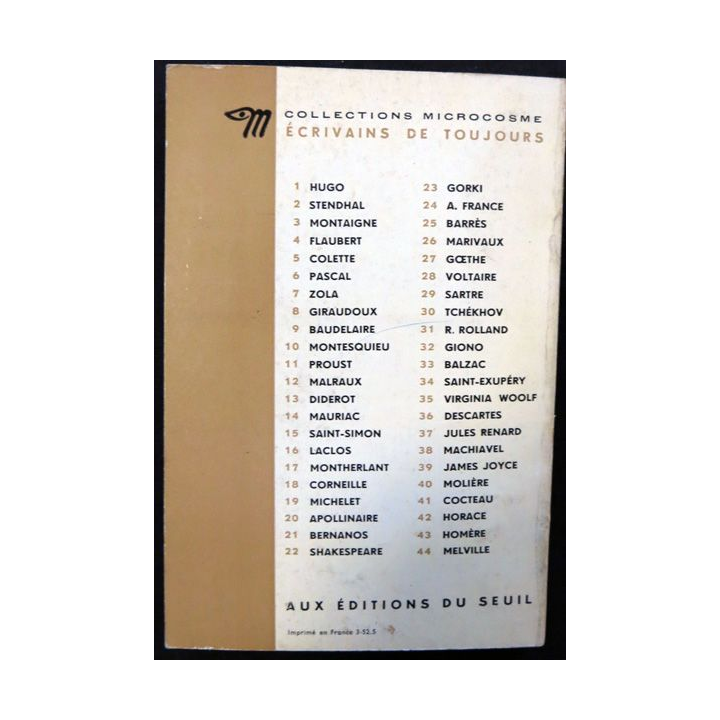 m
COLLECTIONS MICROCOSME
ÉCRIVAINS DE TOUJOURS
1 HUGO
2 STENDHAL
3 MONTAIGNE
4 FLAUBERT
5 COLETTE
6 PASCAL
7 ZOLA
8 GIRAUDOUX
9 BAUDELAIRE
10 MONTESQUIEU
11 PROUST
12 MALRAUX
13 DIDEROT
14 MAURIAC
15 SAINT-SIMON
16 LACLOS
17 MONTHERLANT
18 CORNEILLE
19 MICHELET
20 APOLLINAIRE
21 BERNANOS
22 SHAKESPEARE
23 GORKI
24 A. FRANCE
25 BARRÈS
26 MARIVAUX
27 GŒTHE
28 VOLTAIRE
29 SARTRE
30 TCHÉKHOV
31 R. ROLLAND
32 GIONO
33 BALZAC
34 SAINT-EXUPÉRY
35 VIRGINIA WOOLF
36 DESCARTES
37 JULES RENARD
38 MACHIAVEL
39 JAMES JOYCE
40 MOLIÈRE
41 COCTEAU
42 HORACE
43 HOMÈRE
44 MELVILLE
AUX ÉDITIONS DU SEUIL
Imprimé en France 3-52.5